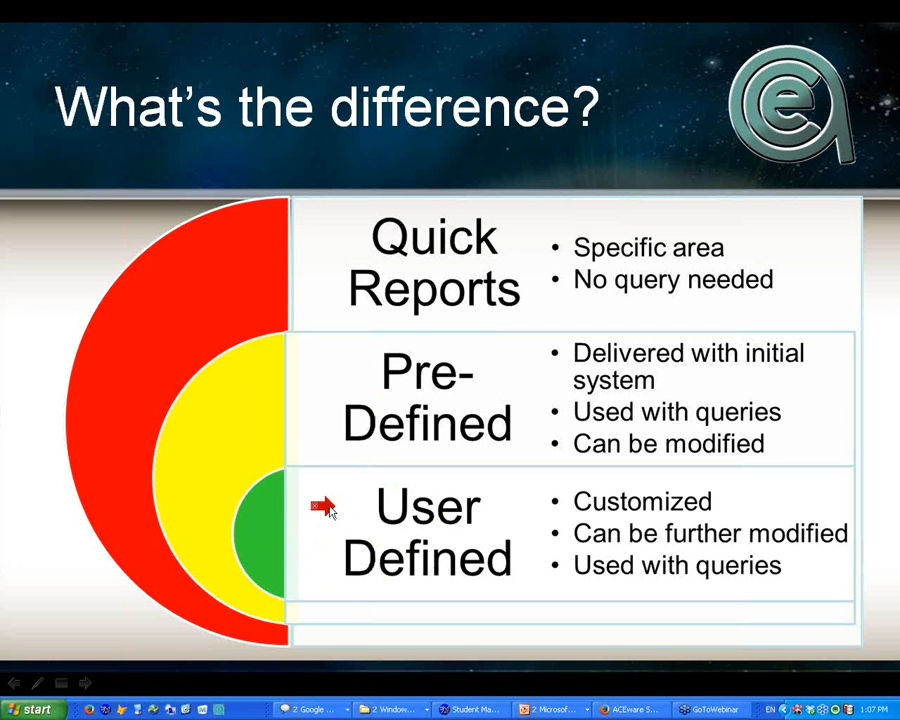 What's the difference?
Quick
Reports
• Specific area
• No query needed
Pre-
Defined
• Delivered with initial
system
• Used with queries
• Can be modified
User
Defined
• Customized
• Can be further modified
• Used with queries
start
2 Google ...
2 Window...
Student Ma...
2 Microsof...
ACEware S...
GoToWebinar
EN
1:07 PM